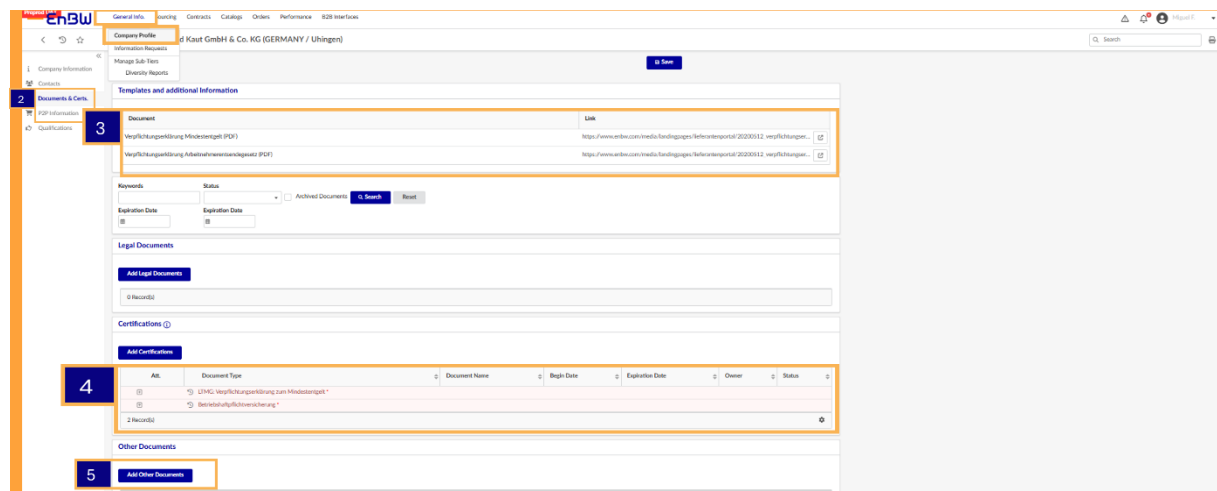 EnBW
General Info. Sourcing Contracts Catalogs Orders Performance B2B Interfaces
Miguel F.
Company Profile
d Kaut GmbH & Co. KG (GERMANY / Uhingen)
Search
Information Requests
Manage Sub-Tiers
Diversity Reports
Save
Company Information
Contacts
2 Documents & Certs.
P2P Information
Qualifications
Templates and additional Information
3
Document Link
Verpflichtungserklärung Mindestentgelt (PDF) https://www.enbw.com/media/landingpages/lieferantenportal/20200512_verpflichtungser...
Verpflichtungserklärung Arbeitnehmerentsendegesetz (PDF) https://www.enbw.com/media/landingpages/lieferantenportal/20200512_verpflichtungser...
Keywords Status
Archived Documents Search Reset
Expiration Date Expiration Date
Legal Documents
Add Legal Documents
0 Record(s)
Certifications
Add Certifications
4
Att. Document Type Document Name Begin Date Expiration Date Owner Status
LTMG: Verpflichtungserklärung zum Mindestentgelt *
Betriebshaftpflichtversicherung *
2 Record(s)
Other Documents
5
Add Other Documents